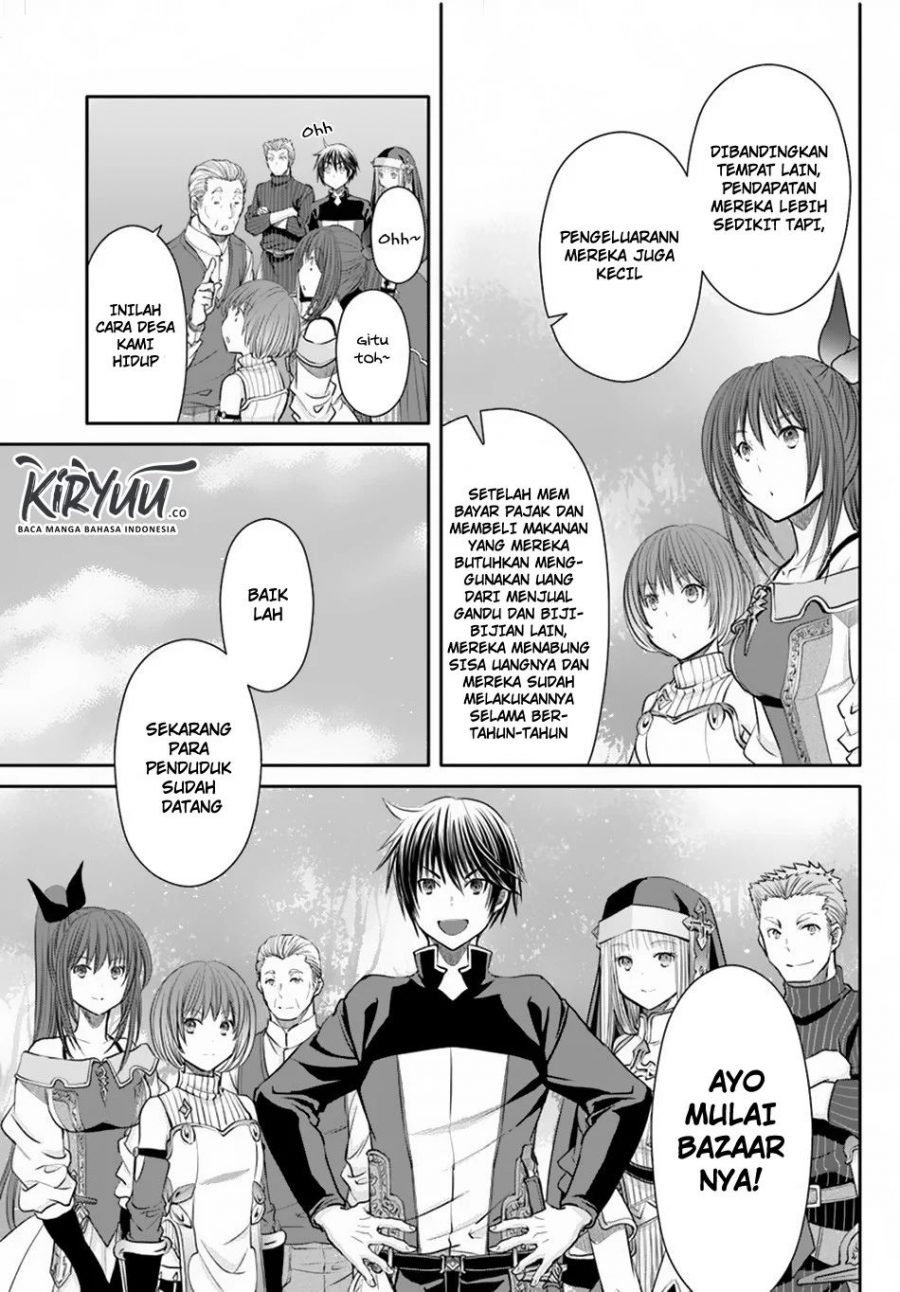 DIBANDINGKAN
TEMPAT LAIN,
PENDAPATAN
MEREKA LEBIH
SEDIKIT TAPI,
PENGELUARANN
MEREKA JUGA
KECIL
SETELAH MEM
BAYAR PAJAK DAN
MEMBELI MAKANAN
YANG MEREKA
BUTUHKAN MENG-
GUNAKAN UANG
DARI MENJUAL
GANDU DAN BIJI-
BIJIAN LAIN,
MEREKA MENABUNG
SISA UANGNYA DAN
MEREKA SUDAH
MELAKUKANNYA
SELAMA BER-
TAHUN-TAHUN
Ohh
Ohh~
Gitu
toh~
INILAH
CARA DESA
KAMI
HIDUP
KIRYUU.CO
BACA MANGA BAHASA INDONESIA
BAIK
LAH
SEKARANG
PARA
PENDUDUK
SUDAH
DATANG
AYO
MULAI
BAZAAR
NYA!